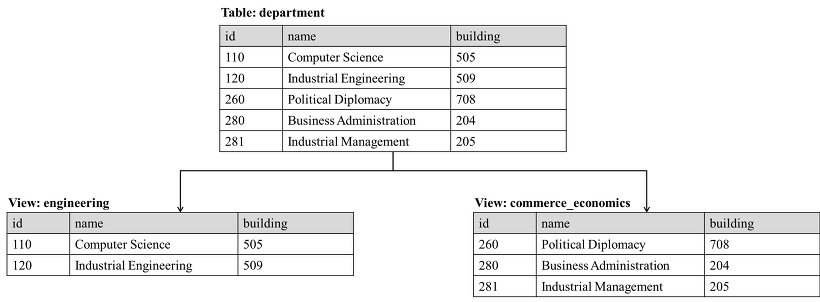 Table: department
id name building
110 Computer Science 505
120 Industrial Engineering 509
260 Political Diplomacy 708
280 Business Administration 204
281 Industrial Management 205
View: engineering
id name building
110 Computer Science 505
120 Industrial Engineering 509
View: commerce_economics
id name building
260 Political Diplomacy 708
280 Business Administration 204
281 Industrial Management 205